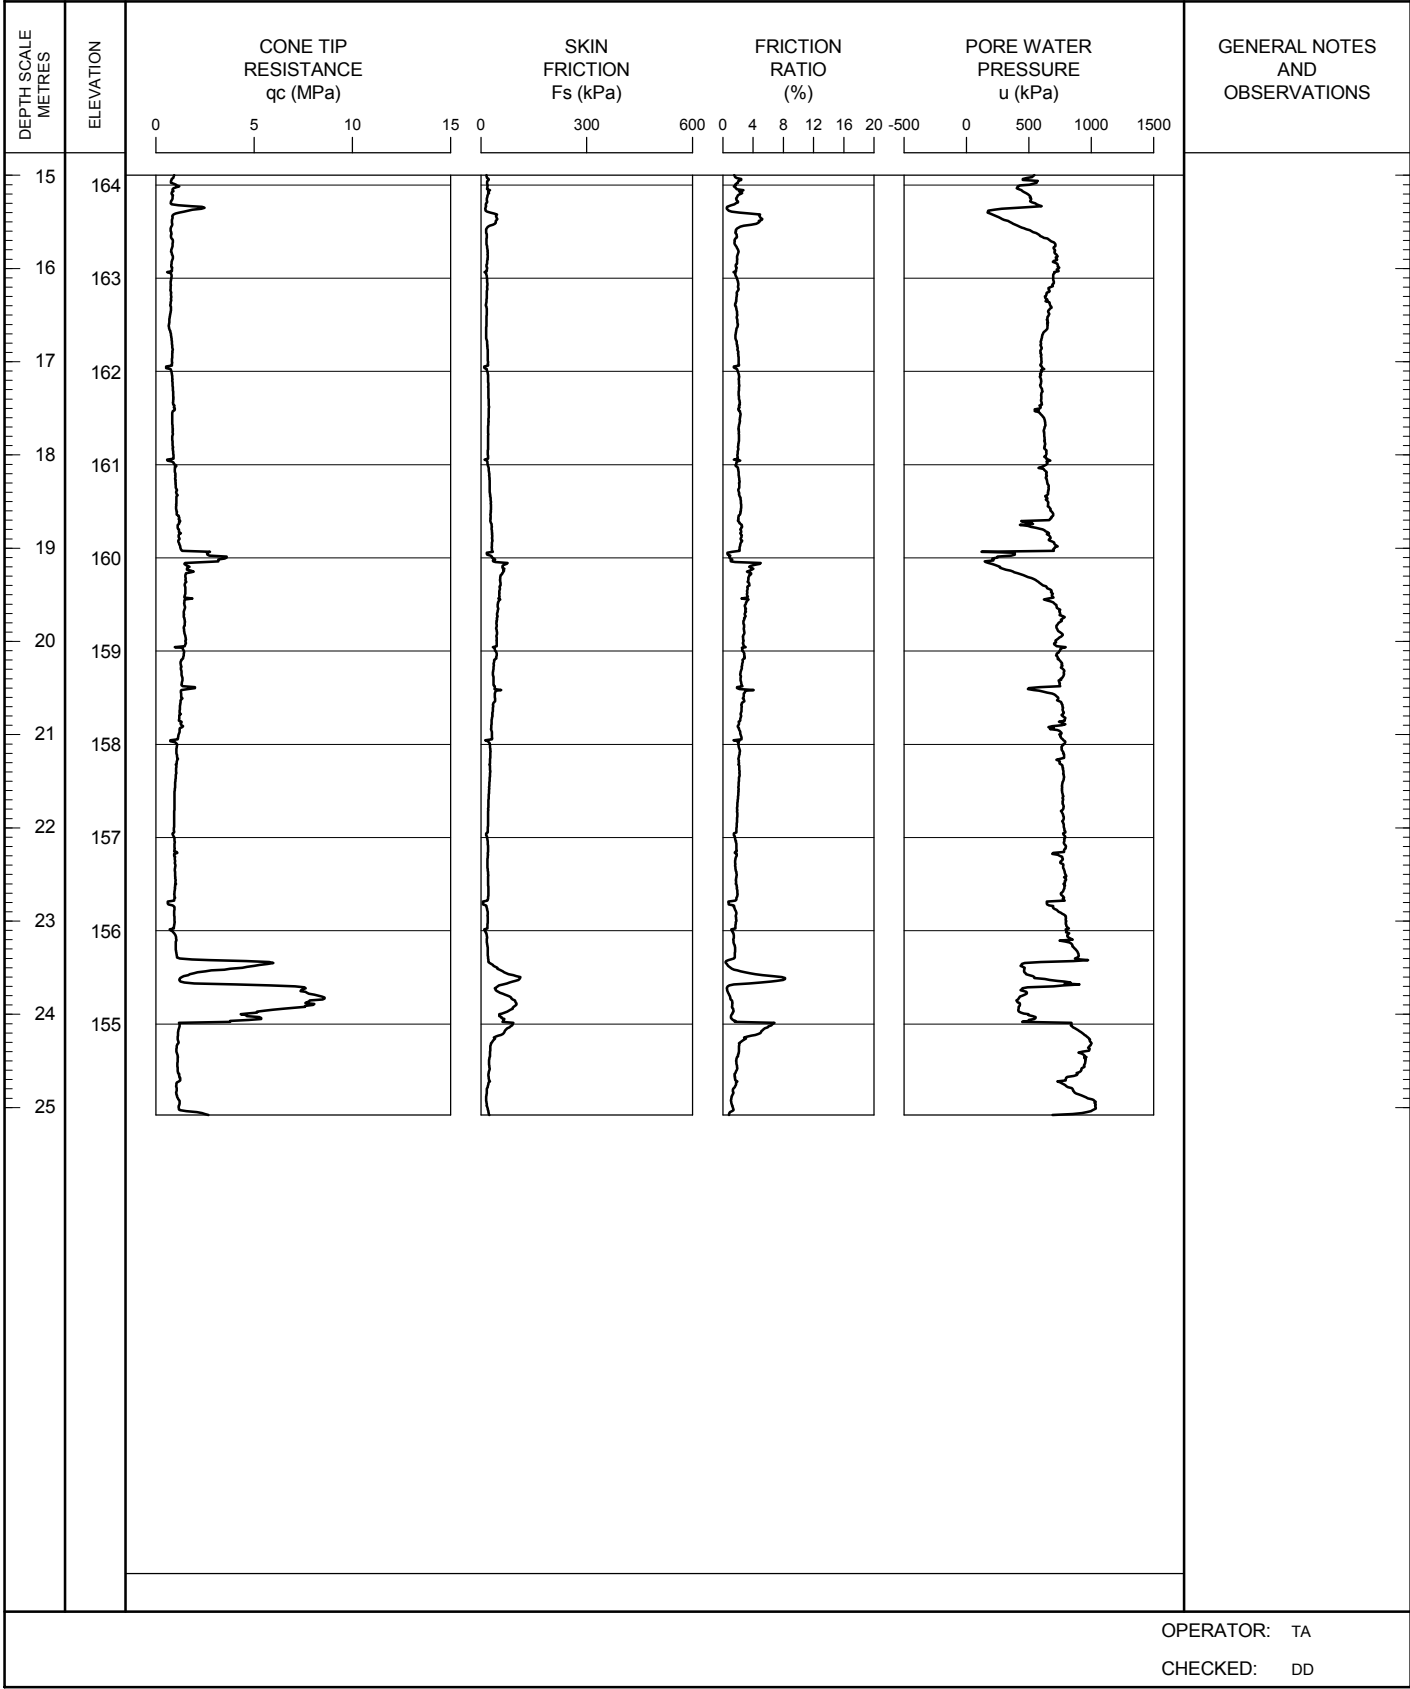 DEPTH SCALE
METRES
ELEVATION
CONE TIP
RESISTANCE
qc (MPa)
SKIN
FRICTION
Fs (kPa)
FRICTION
RATIO
(%)
PORE WATER
PRESSURE
u (kPa)
GENERAL NOTES
AND
OBSERVATIONS
0 5 10 15
0 300 600
0 4 8 12 16 20
-500 0 500 1000 1500
15
164
16
163
17
162
18
161
19
160
20
159
21
158
22
157
23
156
24
155
25
OPERATOR: TA
CHECKED: DD